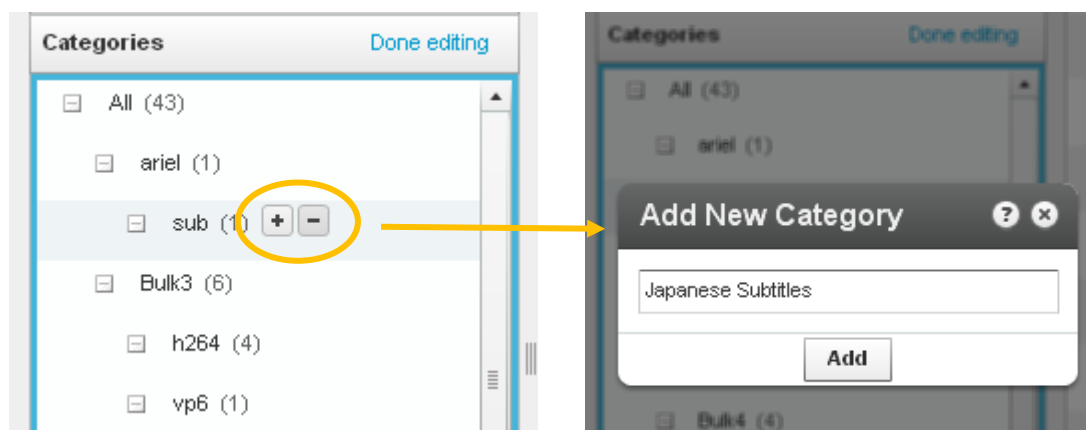 Categories Done editing
All (43)
ariel (1)
sub (1) + −
Bulk3 (6)
h264 (4)
vp6 (1)
Categories Done editing
All (43)
ariel (1)
Add New Category ? x
Japanese Subtitles
Add
Bulk4 (4)